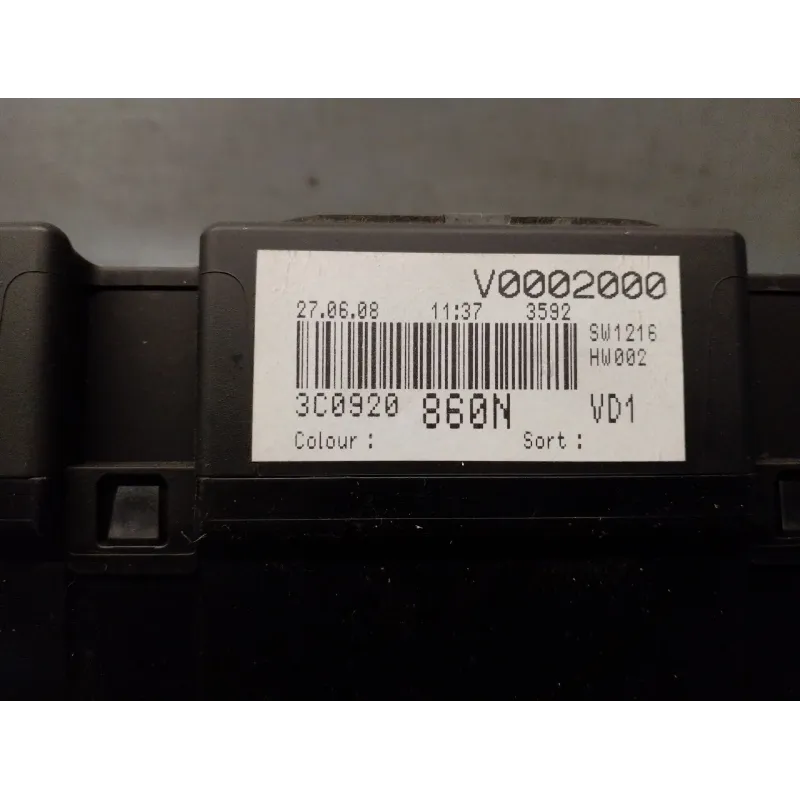 V0002000
27.06.08 11:37 3592
SW1216
HW002
3C0920 860N VD1
Colour : Sort :